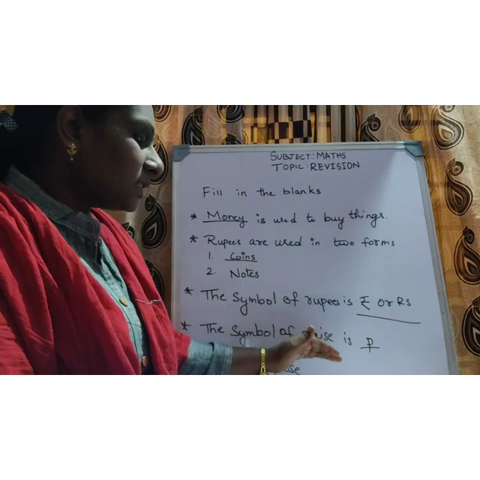 SUBJECT: MATHS
TOPIC: REVISION
Fill in the blanks
* Money is used to buy things.
* Rupees are used in two forms
1. Coins
2. Notes
* The Symbol of rupees is ₹ or Rs
* The Symbol of is P